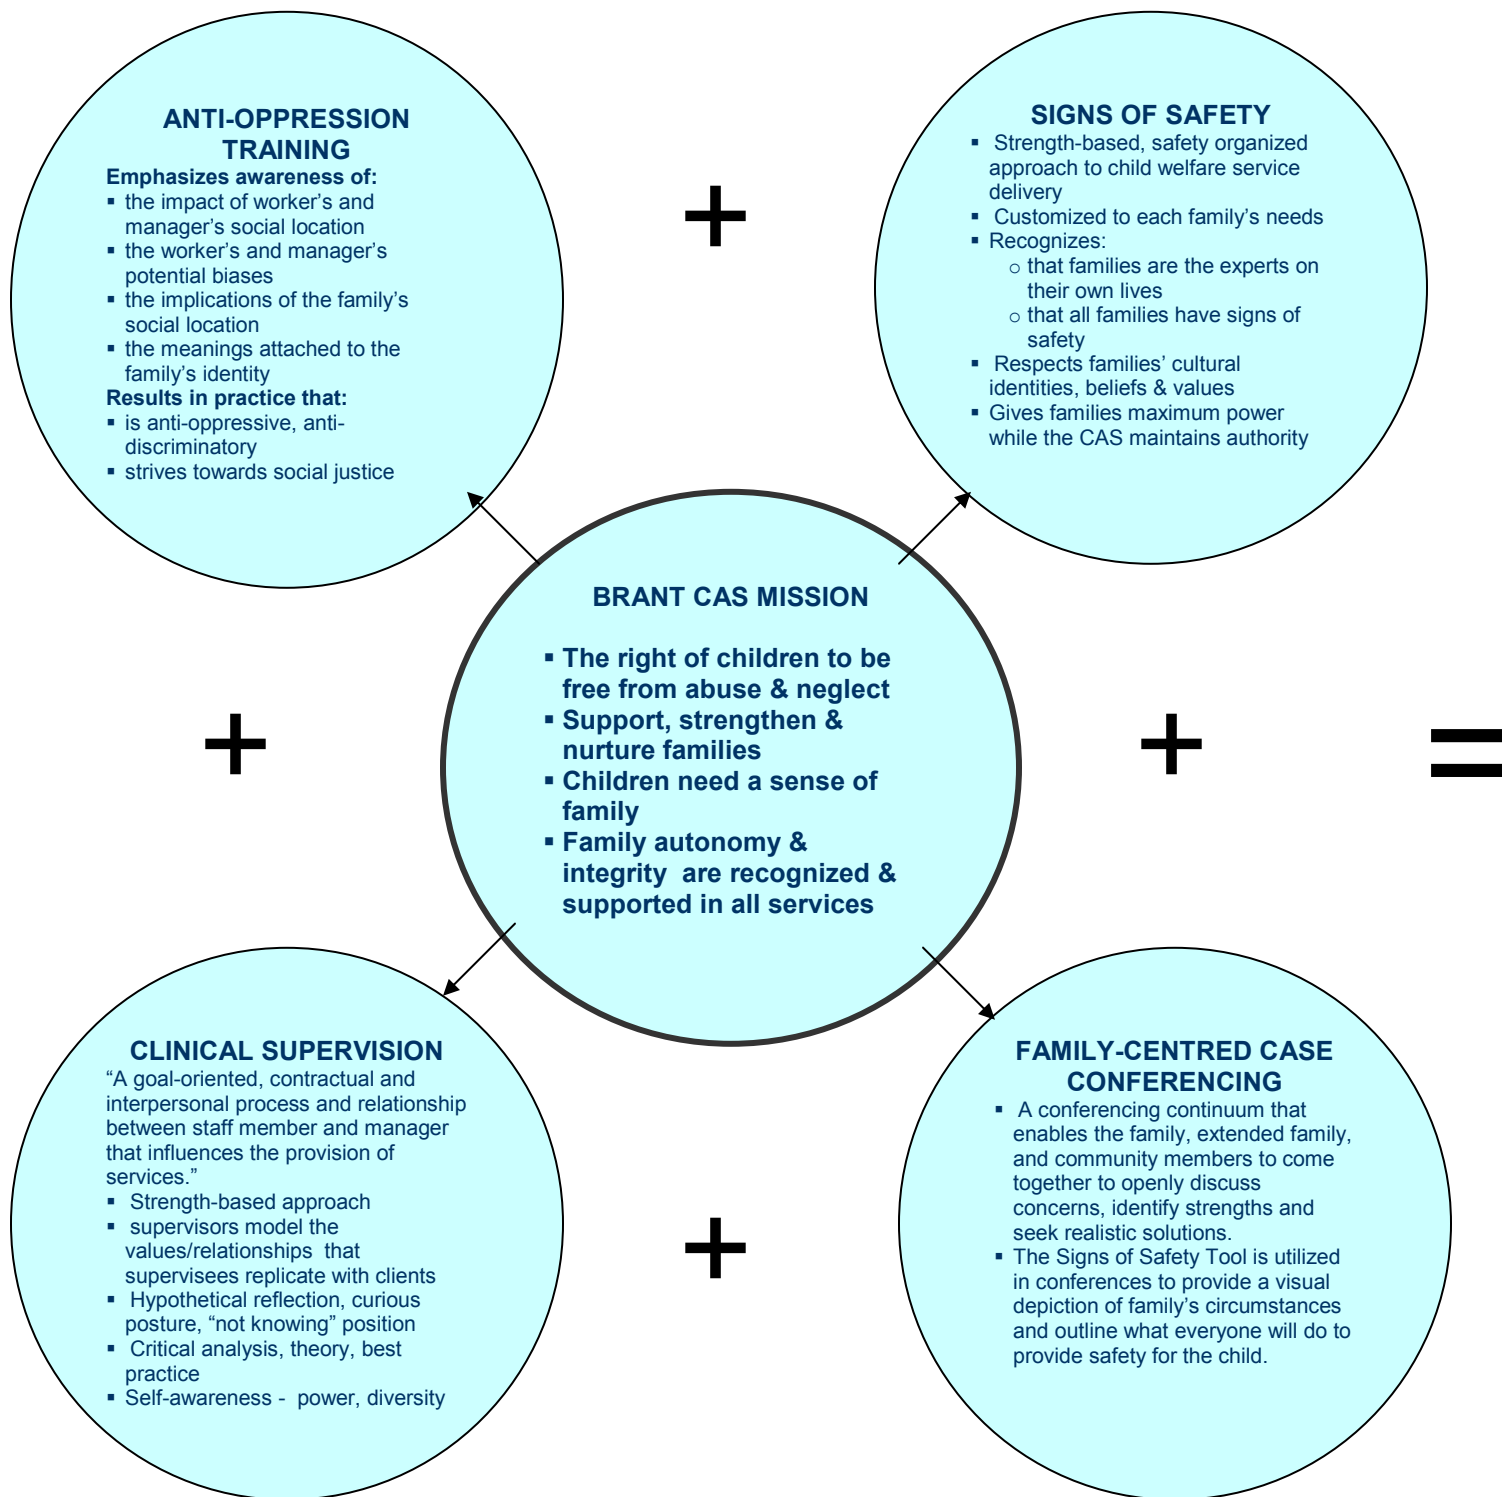 ANTI-OPPRESSION
TRAINING
Emphasizes awareness of:
▪ the impact of worker’s and
manager’s social location
▪ the worker’s and manager’s
potential biases
▪ the implications of the family’s
social location
▪ the meanings attached to the
family’s identity
Results in practice that:
▪ is anti-oppressive, anti-
discriminatory
▪ strives towards social justice
+
SIGNS OF SAFETY
▪ Strength-based, safety organized
approach to child welfare service
delivery
▪ Customized to each family’s needs
▪ Recognizes:
o that families are the experts on
their own lives
o that all families have signs of
safety
▪ Respects families’ cultural
identities, beliefs & values
▪ Gives families maximum power
while the CAS maintains authority
+
BRANT CAS MISSION
▪ The right of children to be
free from abuse & neglect
▪ Support, strengthen &
nurture families
▪ Children need a sense of
family
▪ Family autonomy &
integrity are recognized &
supported in all services
+
=
CLINICAL SUPERVISION
“A goal-oriented, contractual and
interpersonal process and relationship
between staff member and manager
that influences the provision of
services.”
▪ Strength-based approach
▪ supervisors model the
values/relationships that
supervisees replicate with clients
▪ Hypothetical reflection, curious
posture, “not knowing” position
▪ Critical analysis, theory, best
practice
▪ Self-awareness - power, diversity
+
FAMILY-CENTRED CASE
CONFERENCING
▪ A conferencing continuum that
enables the family, extended family,
and community members to come
together to openly discuss
concerns, identify strengths and
seek realistic solutions.
▪ The Signs of Safety Tool is utilized
in conferences to provide a visual
depiction of family’s circumstances
and outline what everyone will do to
provide safety for the child.